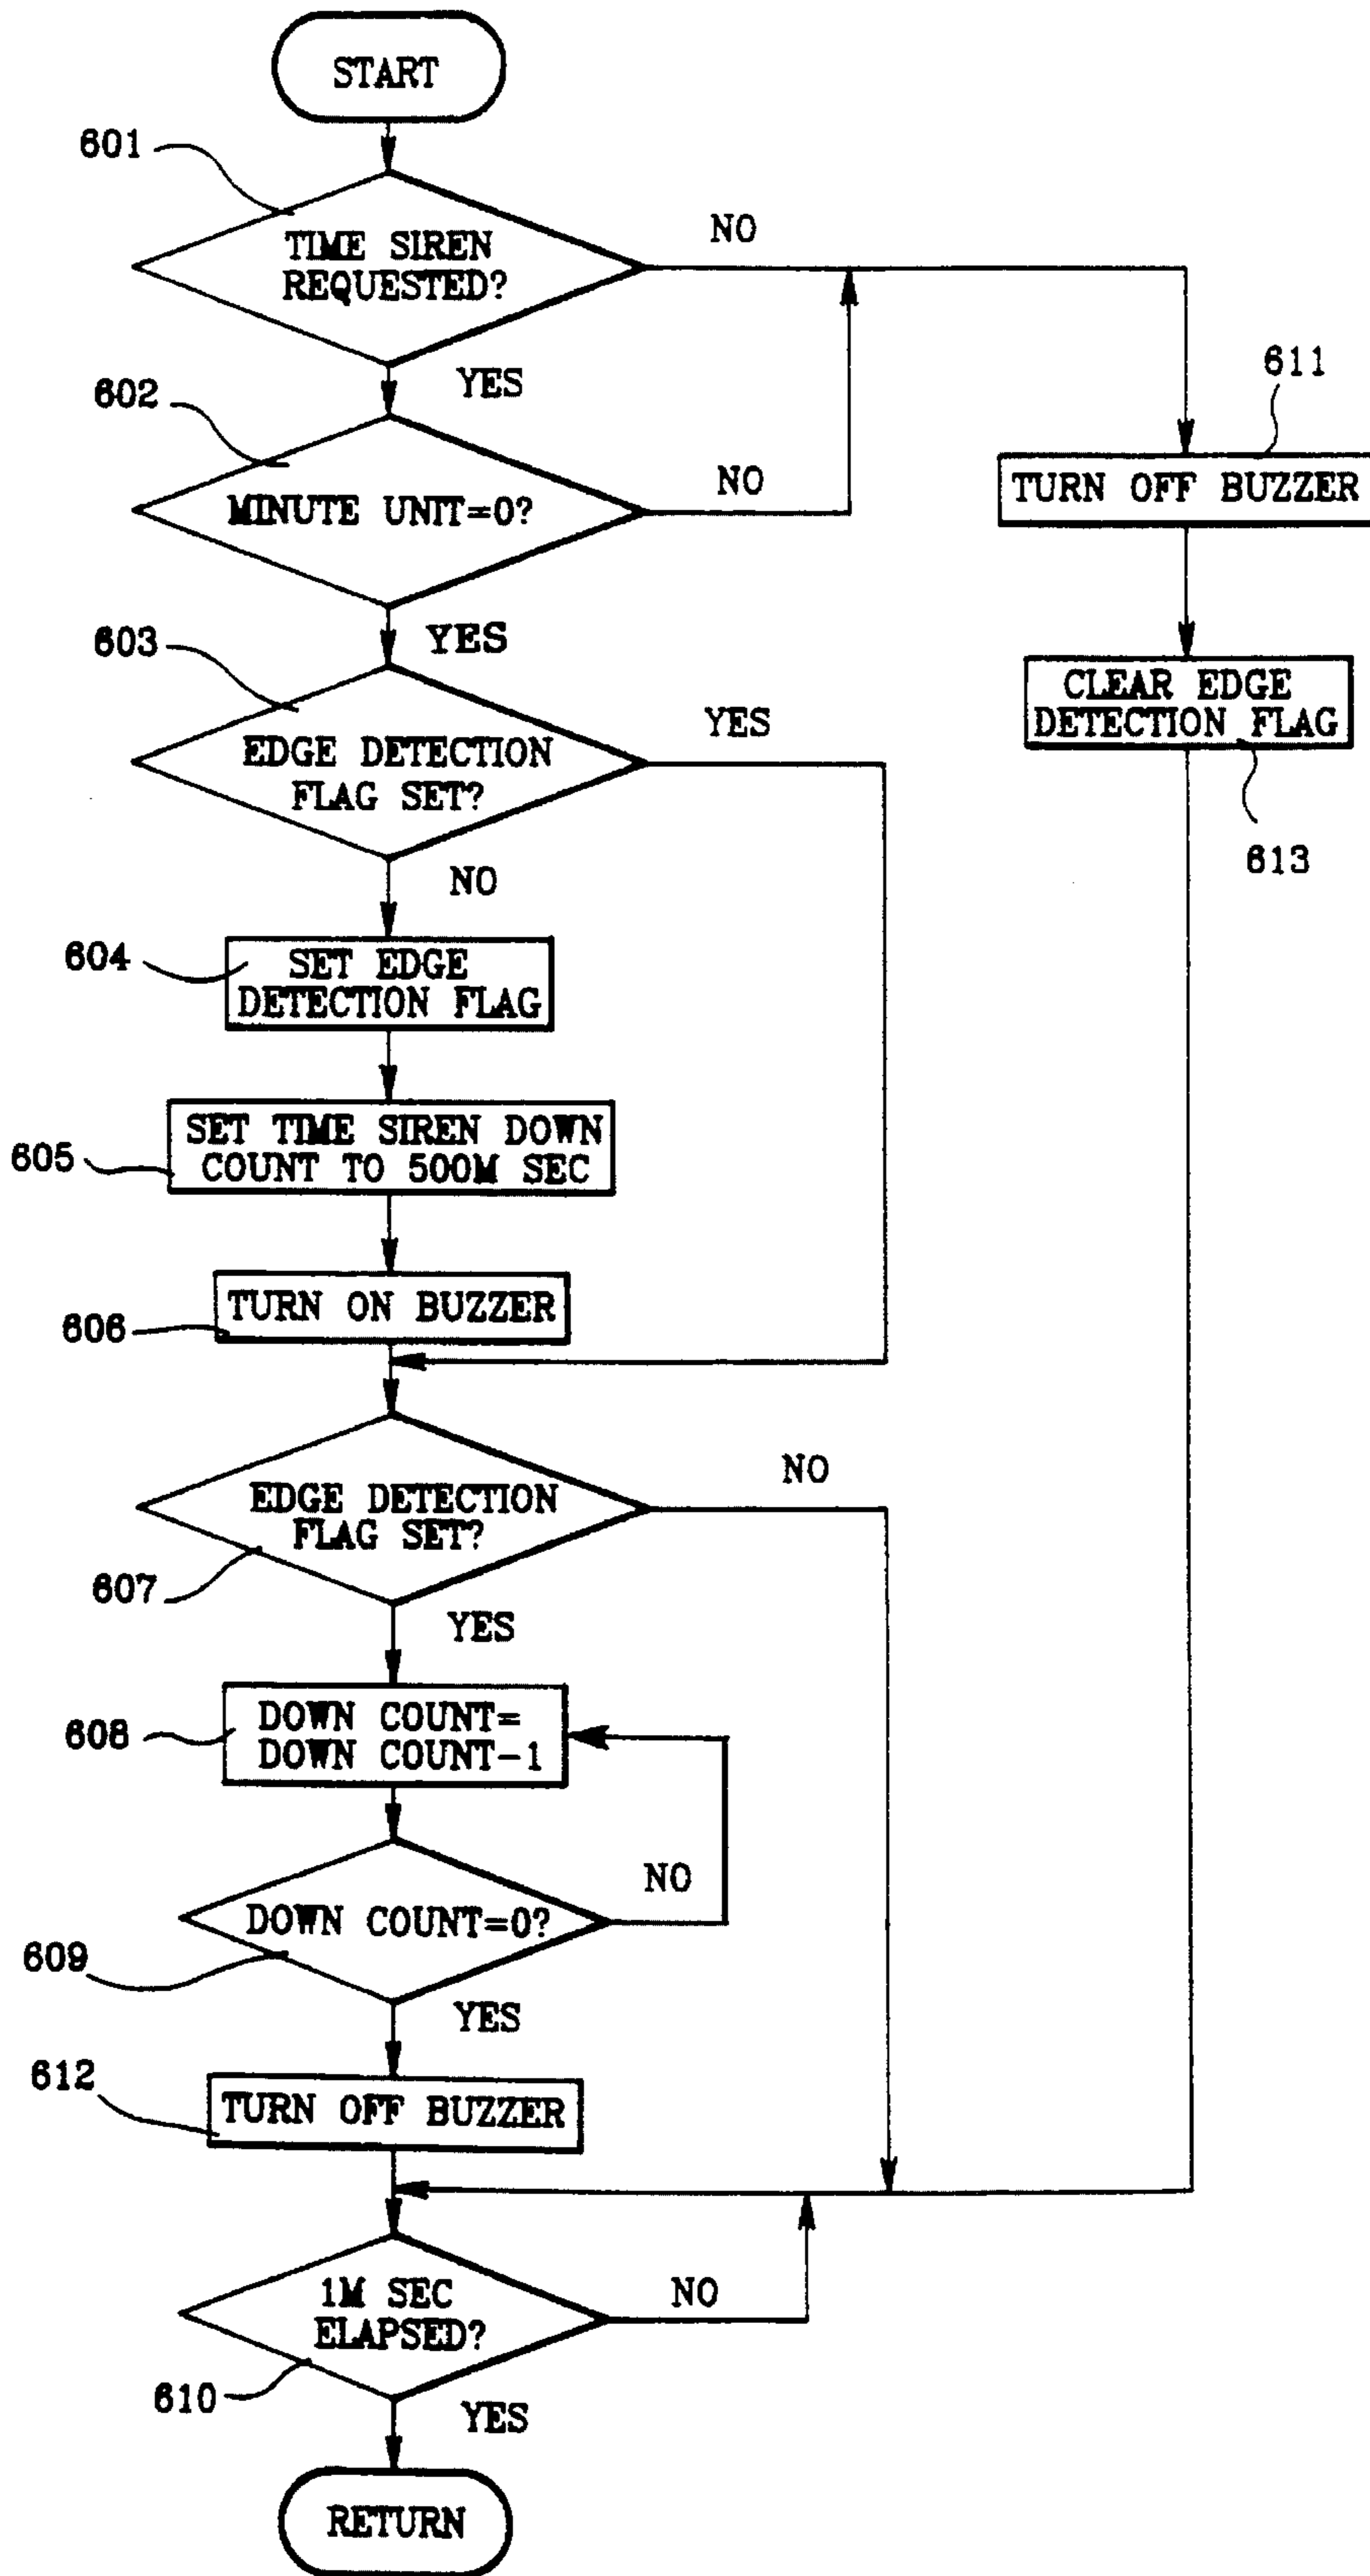 START
601
TIME SIREN
REQUESTED?
NO
YES
602
MINUTE UNIT=0?
NO
611
TURN OFF BUZZER
YES
603
EDGE DETECTION
FLAG SET?
YES
CLEAR EDGE
DETECTION FLAG
613
NO
604
SET EDGE
DETECTION FLAG
605
SET TIME SIREN DOWN
COUNT TO 500M SEC
606
TURN ON BUZZER
EDGE DETECTION
FLAG SET?
NO
607
YES
608
DOWN COUNT=
DOWN COUNT-1
NO
DOWN COUNT=0?
609
YES
612
TURN OFF BUZZER
1M SEC
ELAPSED?
NO
610
YES
RETURN